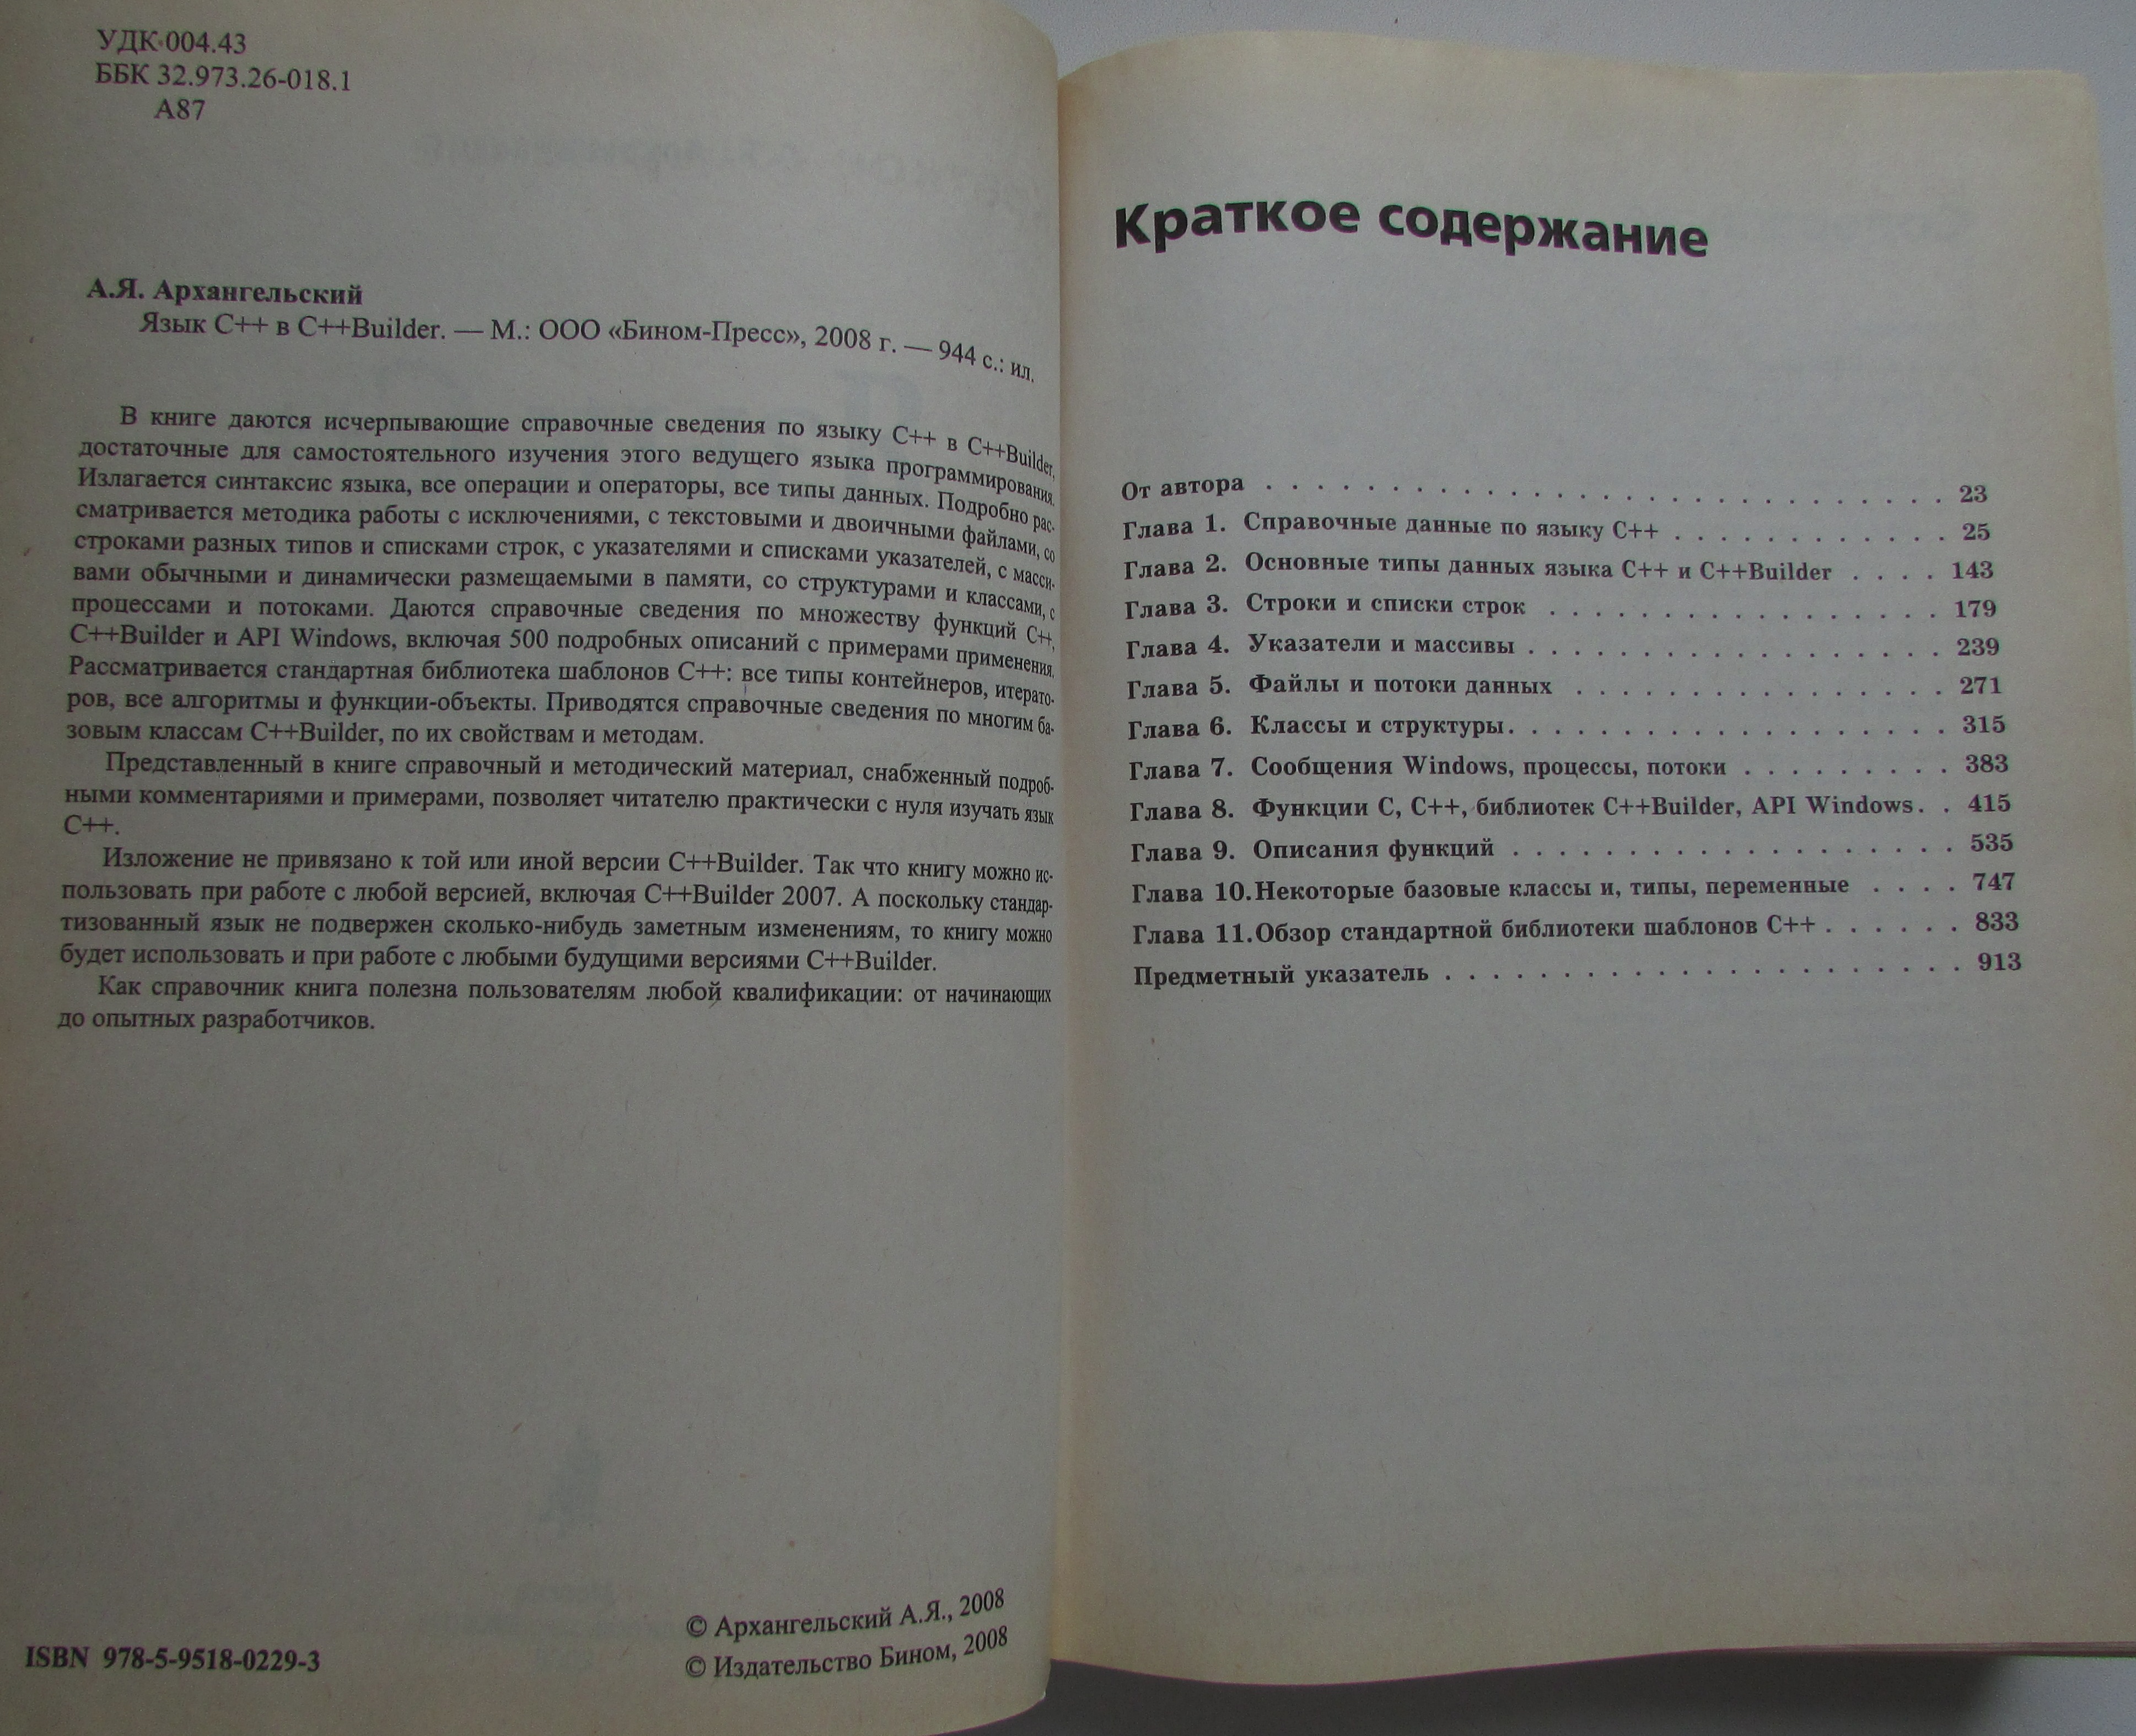 УДК 004.43
ББК 32.973.26-018.1
А87
А.Я. Архангельский
Язык C++ в C++Builder. — М.: ООО «Бином-Пресс», 2008 г. — 944 с.: ил.
В книге даются исчерпывающие справочные сведения по языку C++ в C++Builder,
достаточные для самостоятельного изучения этого ведущего языка программирования.
Излагается синтаксис языка, все операции и операторы, все типы данных. Подробно рас-
сматривается методика работы с исключениями, с текстовыми и двоичными файлами, со
строками разных типов и списками строк, с указателями и списками указателей, с масси-
вами обычными и динамически размещаемыми в памяти, со структурами и классами, с
процессами и потоками. Даются справочные сведения по множеству функций C++,
C++Builder и API Windows, включая 500 подробных описаний с примерами применения.
Рассматривается стандартная библиотека шаблонов C++: все типы контейнеров, итерато-
ров, все алгоритмы и функции-объекты. Приводятся справочные сведения по многим ба-
зовым классам C++Builder, по их свойствам и методам.
Представленный в книге справочный и методический материал, снабженный подроб-
ными комментариями и примерами, позволяет читателю практически с нуля изучать язык
C++.
Изложение не привязано к той или иной версии C++Builder. Так что книгу можно ис-
пользовать при работе с любой версией, включая C++Builder 2007. А поскольку стандар-
тизованный язык не подвержен сколько-нибудь заметным изменениям, то книгу можно
будет использовать и при работе с любыми будущими версиями C++Builder.
Как справочник книга полезна пользователям любой квалификации: от начинающих
до опытных разработчиков.
© Архангельский А.Я., 2008
© Издательство Бином, 2008
ISBN 978-5-9518-0229-3
Краткое содержание
От автора . . . . . . . . . . . . . . . . . . . . . . . . . . . . 23
Глава 1. Справочные данные по языку C++ . . . . . . . . . . . . 25
Глава 2. Основные типы данных языка C++ и C++Builder . . . . 143
Глава 3. Строки и списки строк . . . . . . . . . . . . . . . . . 179
Глава 4. Указатели и массивы . . . . . . . . . . . . . . . . . . 239
Глава 5. Файлы и потоки данных . . . . . . . . . . . . . . . . 271
Глава 6. Классы и структуры. . . . . . . . . . . . . . . . . . . 315
Глава 7. Сообщения Windows, процессы, потоки . . . . . . . . . 383
Глава 8. Функции C, C++, библиотек C++Builder, API Windows. . 415
Глава 9. Описания функций . . . . . . . . . . . . . . . . . . . 535
Глава 10.Некоторые базовые классы и, типы, переменные . . . . 747
Глава 11.Обзор стандартной библиотеки шаблонов C++ . . . . . . 833
Предметный указатель . . . . . . . . . . . . . . . . . . . . . . 913